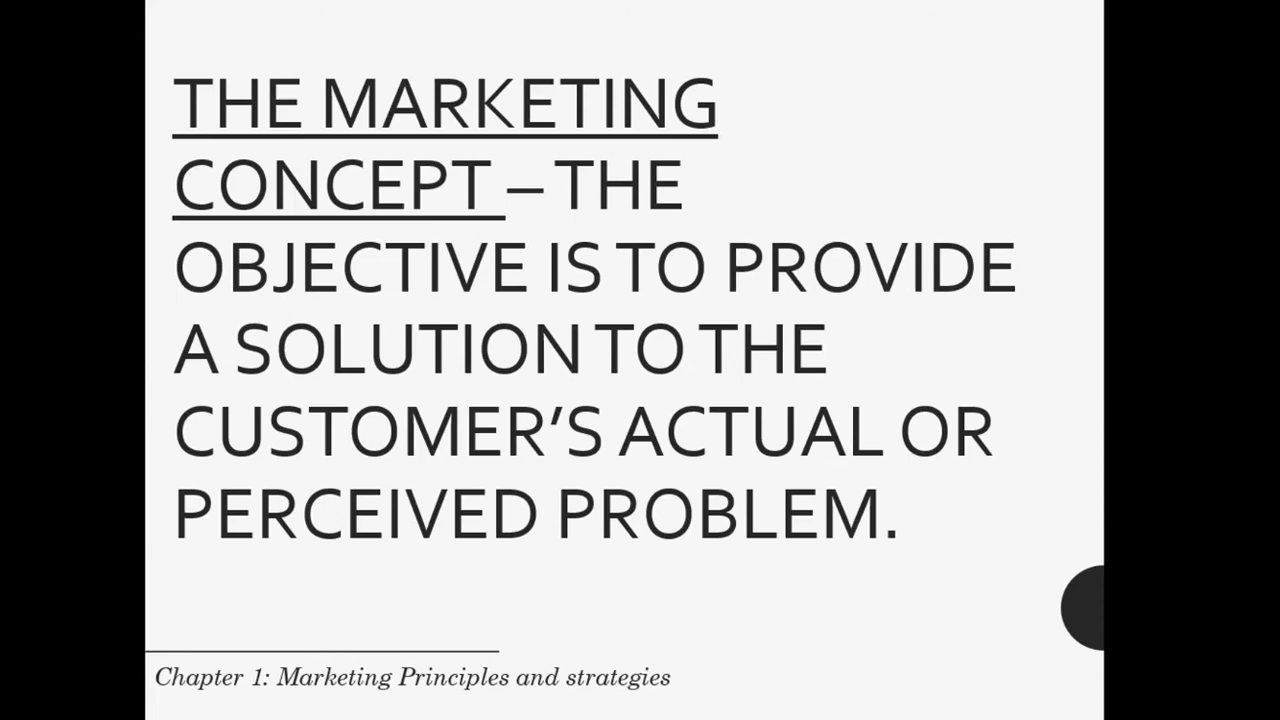 THE MARKETING
CONCEPT – THE
OBJECTIVE IS TO PROVIDE
A SOLUTION TO THE
CUSTOMER’S ACTUAL OR
PERCEIVED PROBLEM.
Chapter 1: Marketing Principles and strategies